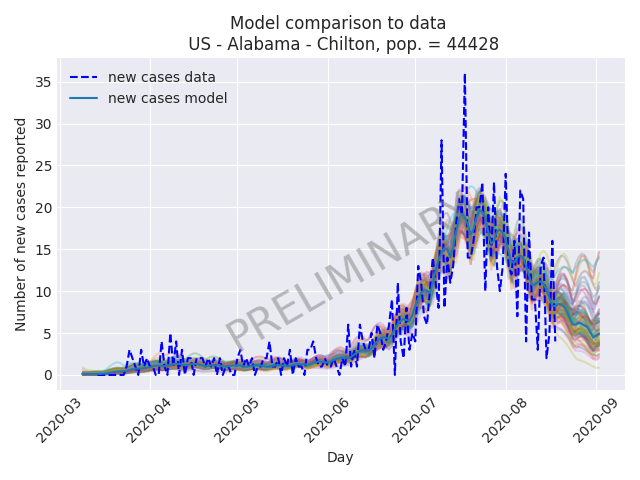 Model comparison to data
US - Alabama - Chilton, pop. = 44428
new cases data
new cases model
Number of new cases reported
35
30
25
20
15
10
5
0
PRELIMINARY
2020-03
2020-04
2020-05
2020-06
2020-07
2020-08
2020-09
Day